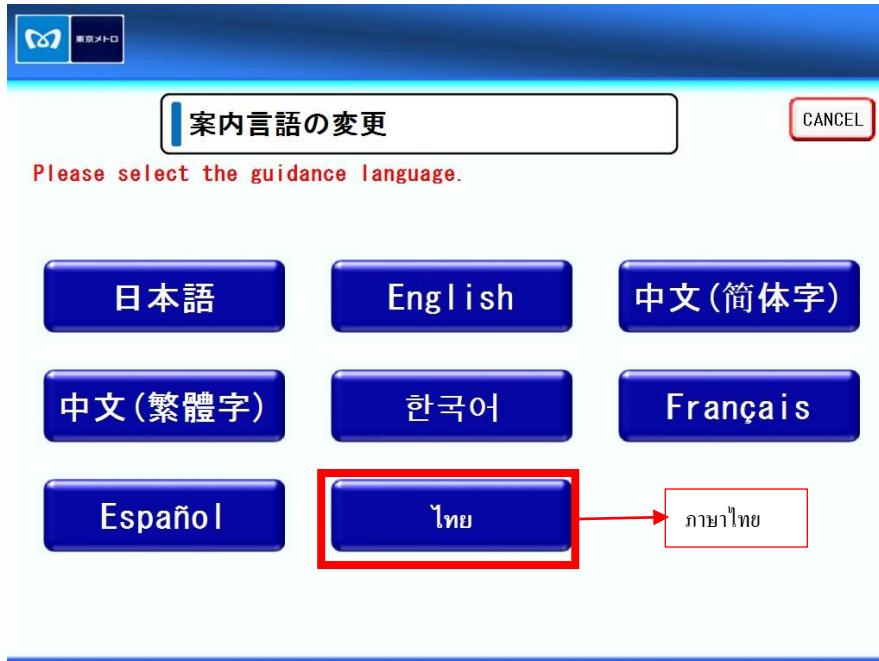 東京メトロ
案内言語の変更
CANCEL
Please select the guidance language.
日本語
English
中文(简体字)
中文(繁體字)
한국어
Français
Español
ไทย
ภาษาไทย